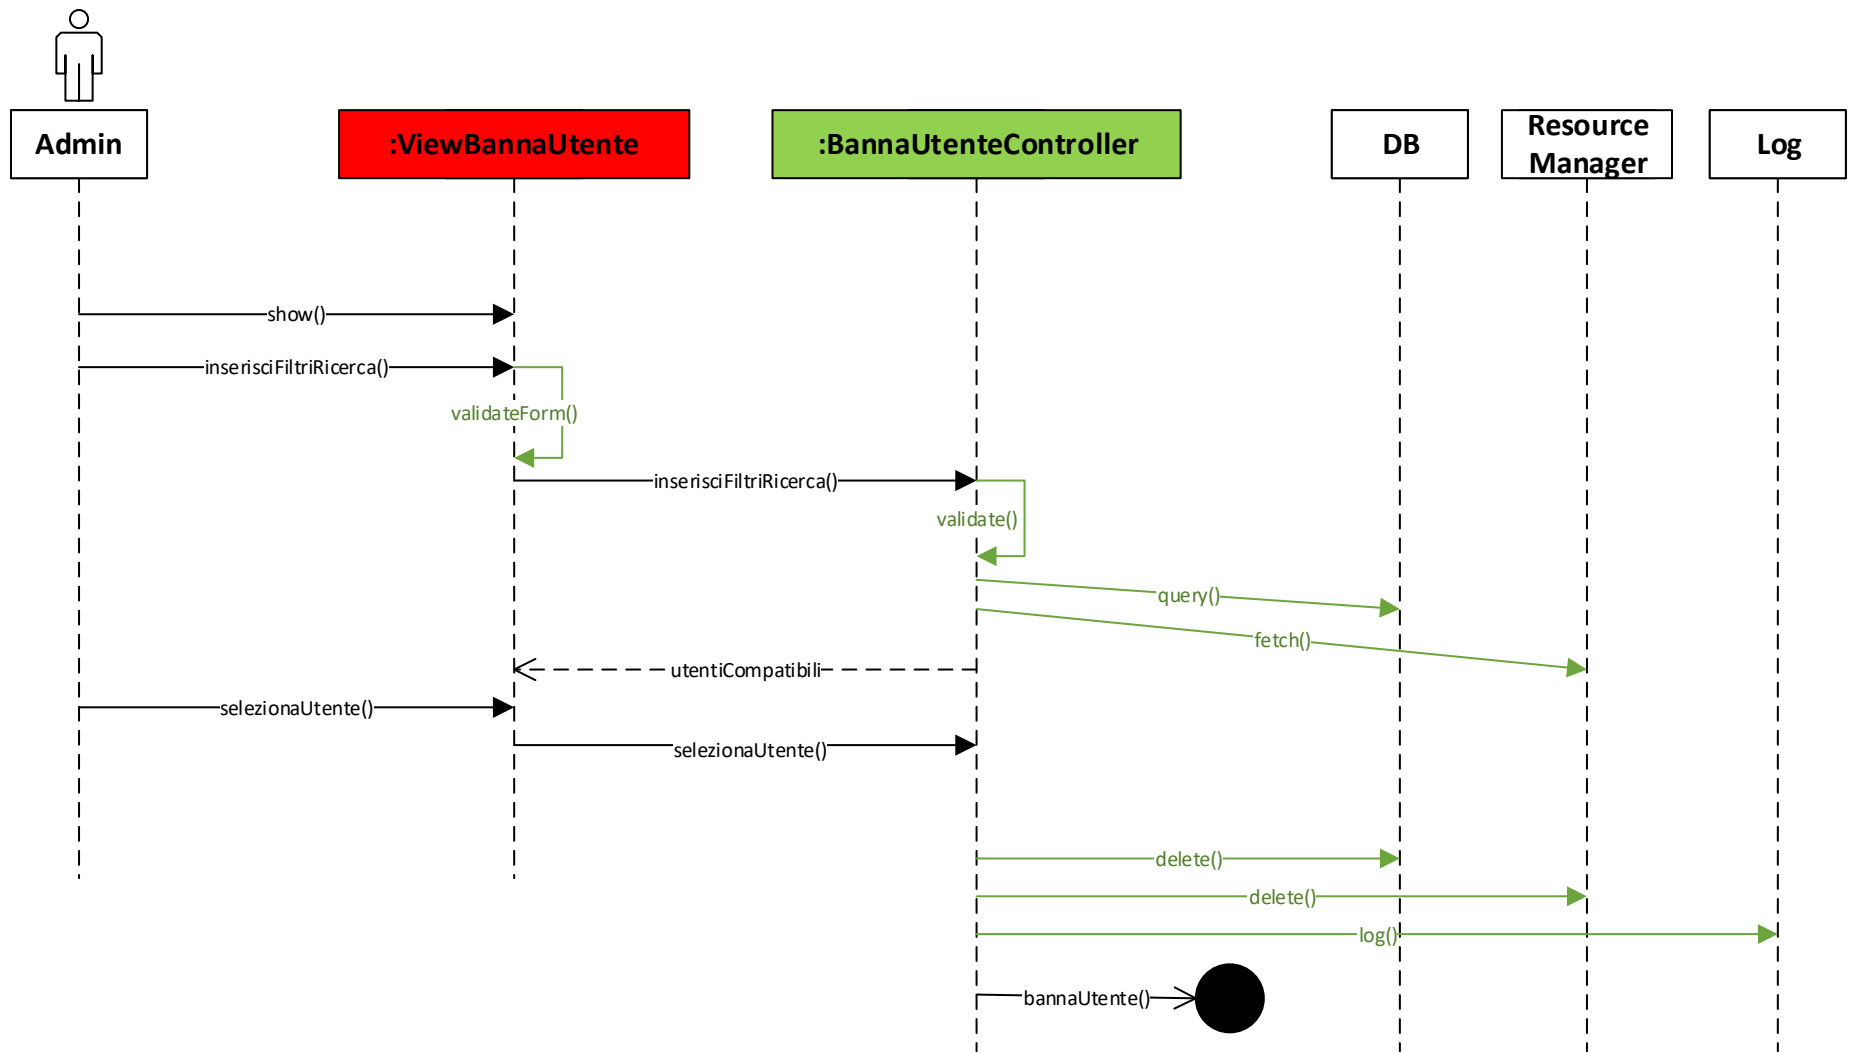 Admin
:ViewBannaUtente
:BannaUtenteController
DB
Resource
Manager
Log
show()
inserisciFiltriRicerca()
validateForm()
inserisciFiltriRicerca()
validate()
query()
fetch()
utentiCompatibili
selezionaUtente()
selezionaUtente()
delete()
delete()
log()
bannaUtente()